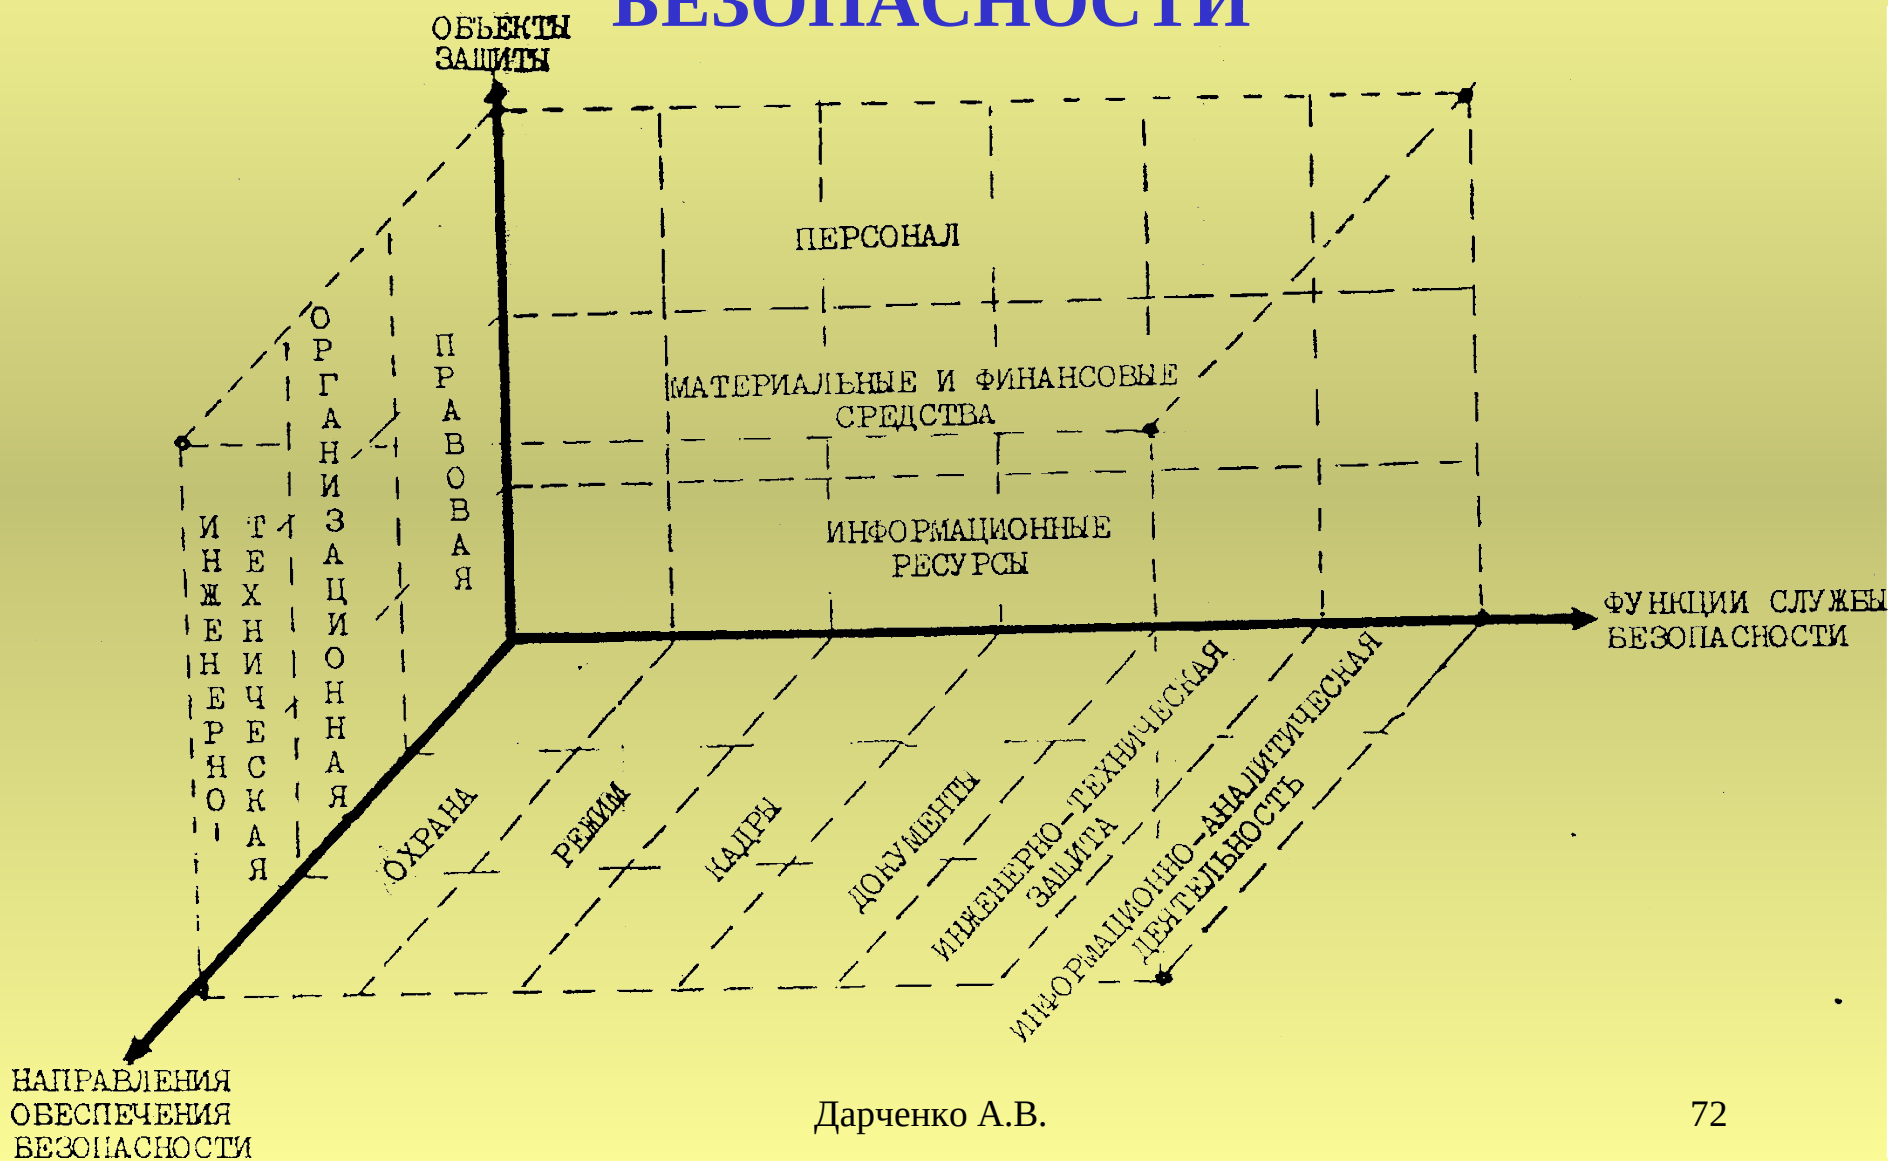 БЕЗОПАСНОСТИ
ОБЪЕКТЫ
ЗАЩИТЫ
ПЕРСОНАЛ
МАТЕРИАЛЬНЫЕ И ФИНАНСОВЫЕ
СРЕДСТВА
ИНФОРМАЦИОННЫЕ
РЕСУРСЫ
ПРАВОВАЯ
ОРГАНИЗАЦИОННАЯ
ИНЖЕНЕРНО-
ТЕХНИЧЕСКАЯ
ФУНКЦИИ СЛУЖБЫ
БЕЗОПАСНОСТИ
ОХРАНА
РЕЖИМ
КАДРЫ
ДОКУМЕНТЫ
ИНЖЕНЕРНО-ТЕХНИЧЕСКАЯ
ЗАЩИТА
ИНФОРМАЦИОННО-АНАЛИТИЧЕСКАЯ
ДЕЯТЕЛЬНОСТЬ
НАПРАВЛЕНИЯ
ОБЕСПЕЧЕНИЯ
БЕЗОПАСНОСТИ
Дарченко А.В.
72